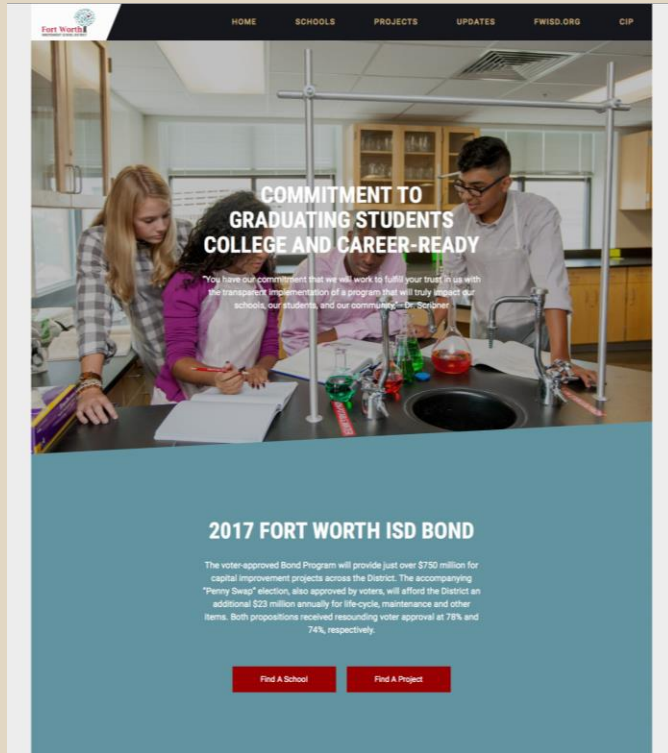 Fort Worth
INDEPENDENT SCHOOL DISTRICT
HOME SCHOOLS PROJECTS UPDATES FWISD.ORG CIP
COMMITMENT TO
GRADUATING STUDENTS
COLLEGE AND CAREER-READY
"You have our commitment that we will work to fulfill your trust in us with
the transparent implementation of a program that will truly impact our
schools, our students, and our community." - Dr. Scribner
2017 FORT WORTH ISD BOND
The voter-approved Bond Program will provide just over $750 million for
capital improvement projects across the District. The accompanying
"Penny Swap" election, also approved by voters, will afford the District an
additional $23 million annually for life-cycle, maintenance and other
items. Both propositions received resounding voter approval at 78% and
74%, respectively.
Find A School Find A Project